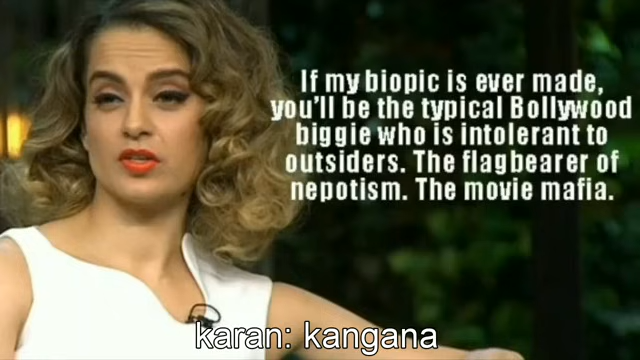 If my biopic is ever made,
you'll be the typical Bollywood
biggie who is intolerant to
outsiders. The flagbearer of
nepotism. The movie mafia.
karan: kangana